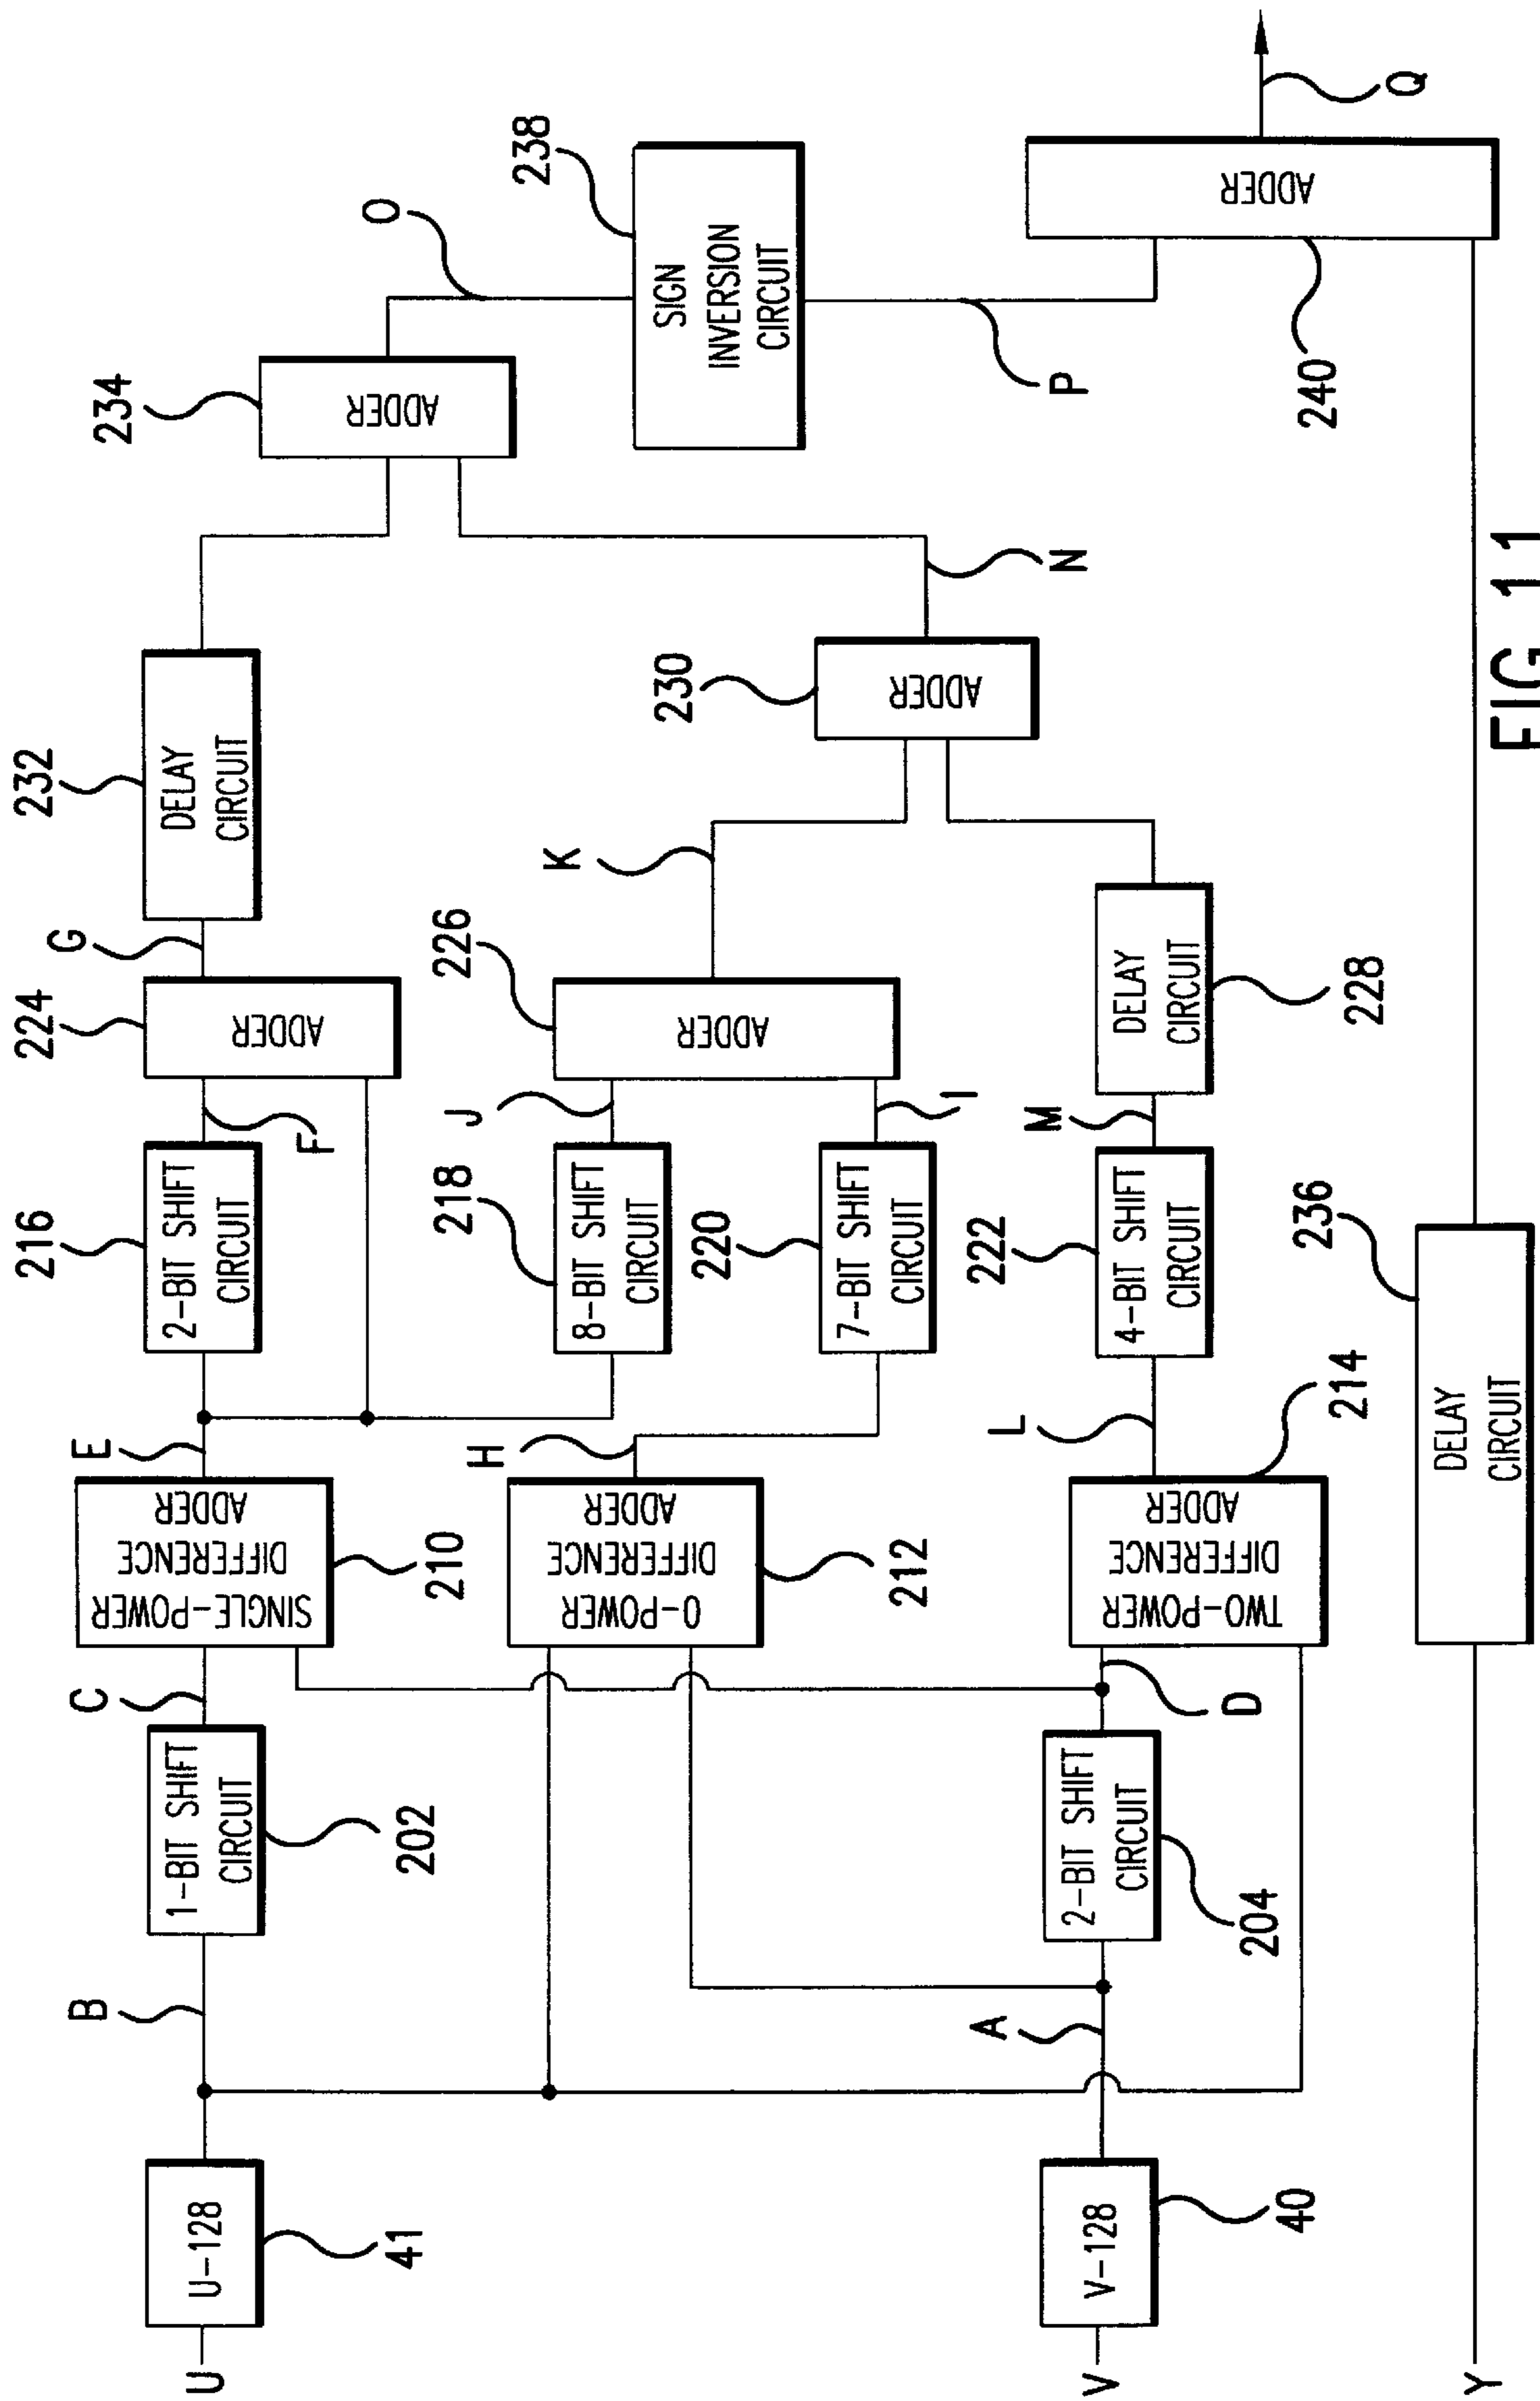 232
DELAY
CIRCUIT
G
224
ADDER
F
216
2-BIT SHIFT
CIRCUIT
E
SINGLE-POWER
DIFFERENCE
ADDER
210
C
1-BIT SHIFT
CIRCUIT
202
B
U-128
41
U
234
ADDER
O
238
SIGN
INVERSION
CIRCUIT
P
K
226
ADDER
J
218
8-BIT SHIFT
CIRCUIT
I
220
7-BIT SHIFT
CIRCUIT
H
O-POWER
DIFFERENCE
ADDER
212
230
ADDER
N
DELAY
CIRCUIT
228
M
222
4-BIT SHIFT
CIRCUIT
L
TWO-POWER
DIFFERENCE
ADDER
214
D
2-BIT SHIFT
CIRCUIT
204
A
V-128
40
V
ADDER
240
Q
236
DELAY
CIRCUIT
Y
FIG. 11